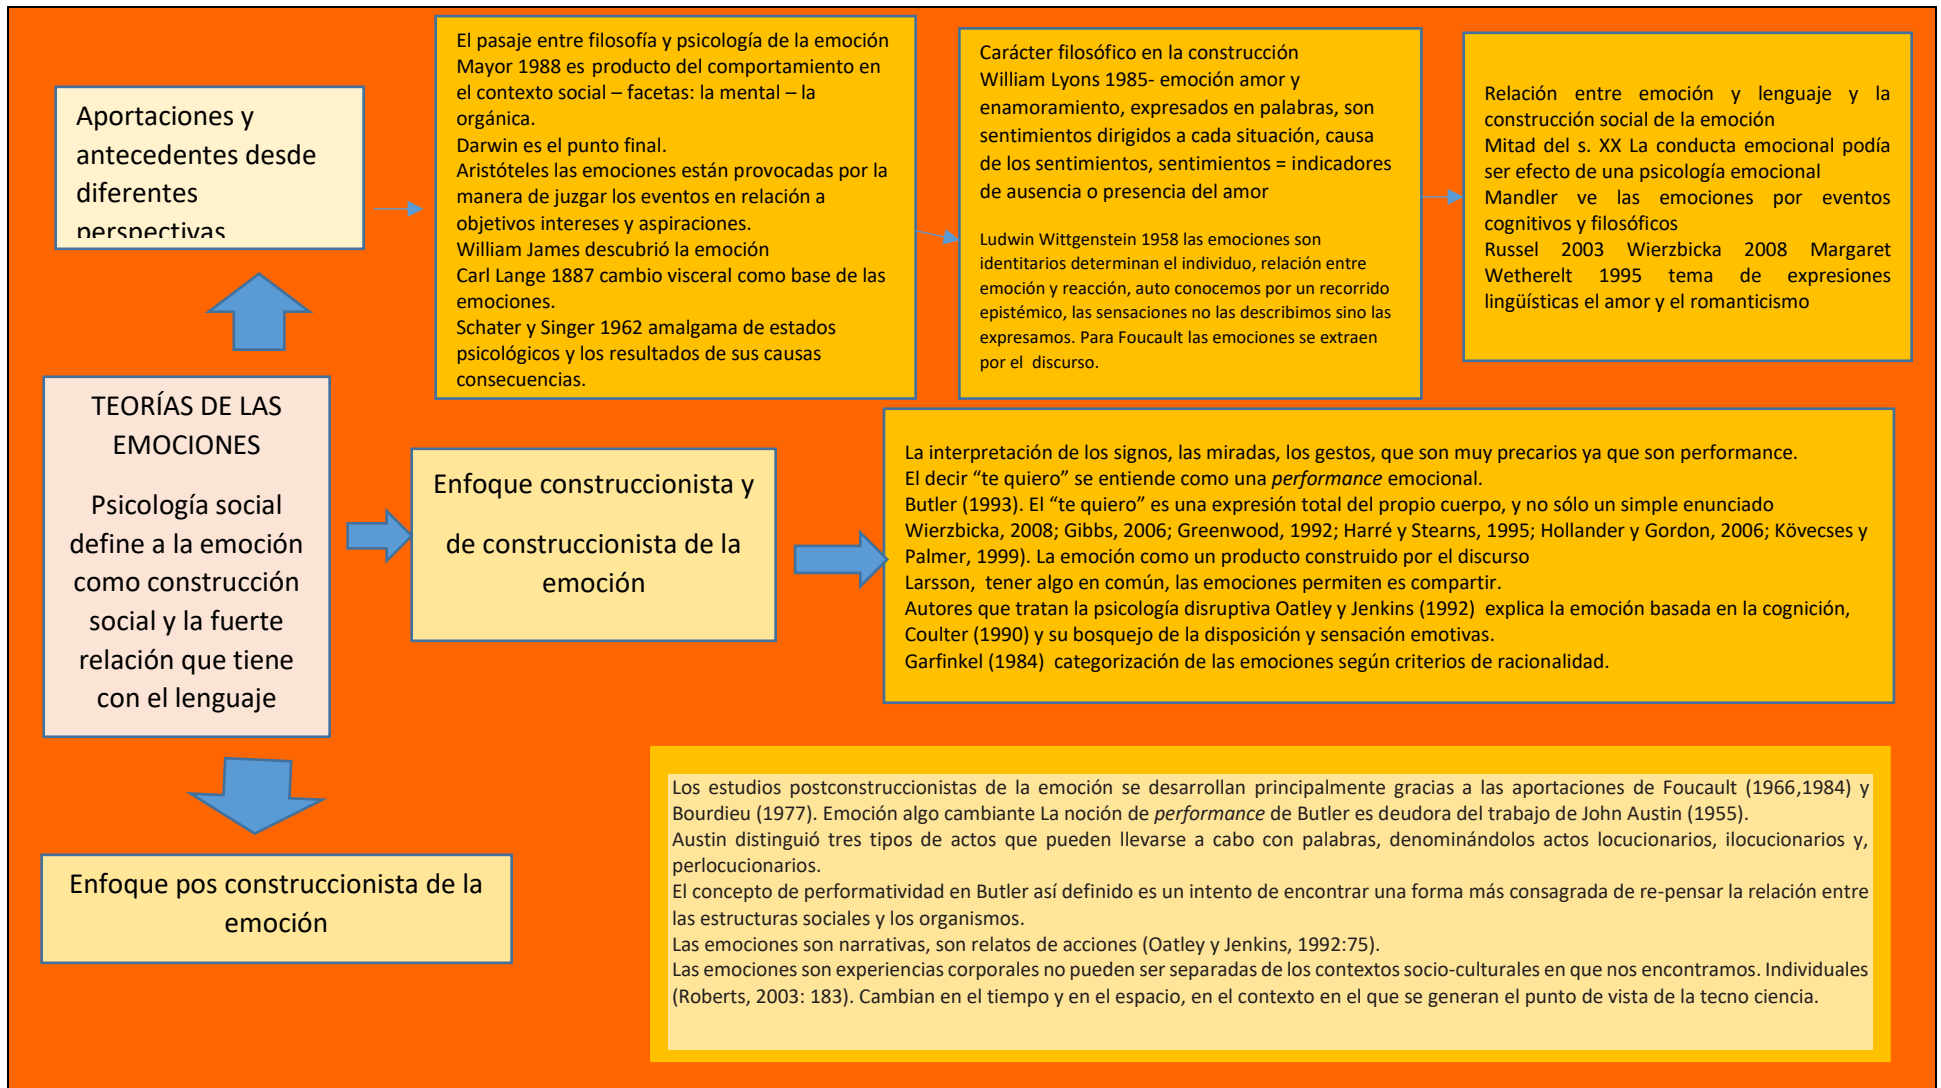 El pasaje entre filosofía y psicología de la emoción
Mayor 1988 es producto del comportamiento en
el contexto social – facetas: la mental – la
orgánica.
Darwin es el punto final.
Aristóteles las emociones están provocadas por la
manera de juzgar los eventos en relación a
objetivos intereses y aspiraciones.
William James descubrió la emoción
Carl Lange 1887 cambio visceral como base de las
emociones.
Schater y Singer 1962 amalgama de estados
psicológicos y los resultados de sus causas
consecuencias.
Carácter filosófico en la construcción
William Lyons 1985- emoción amor y
enamoramiento, expresados en palabras, son
sentimientos dirigidos a cada situación, causa
de los sentimientos, sentimientos = indicadores
de ausencia o presencia del amor
Ludwin Wittgenstein 1958 las emociones son
identitarios determinan el individuo, relación entre
emoción y reacción, auto conocemos por un recorrido
epistémico, las sensaciones no las describimos sino las
expresamos. Para Foucault las emociones se extraen
por el discurso.
Relación entre emoción y lenguaje y la
construcción social de la emoción
Mitad del s. XX La conducta emocional podía
ser efecto de una psicología emocional
Mandler ve las emociones por eventos
cognitivos y filosóficos
Russel 2003 Wierzbicka 2008 Margaret
Wetherelt 1995 tema de expresiones
lingüísticas el amor y el romanticismo
Aportaciones y
antecedentes desde
diferentes
perspectivas
TEORÍAS DE LAS
EMOCIONES
Psicología social
define a la emoción
como construcción
social y la fuerte
relación que tiene
con el lenguaje
Enfoque construccionista y
de construccionista de la
emoción
La interpretación de los signos, las miradas, los gestos, que son muy precarios ya que son performance.
El decir “te quiero” se entiende como una performance emocional.
Butler (1993). El “te quiero” es una expresión total del propio cuerpo, y no sólo un simple enunciado
Wierzbicka, 2008; Gibbs, 2006; Greenwood, 1992; Harré y Stearns, 1995; Hollander y Gordon, 2006; Kövecses y
Palmer, 1999). La emoción como un producto construido por el discurso
Larsson, tener algo en común, las emociones permiten es compartir.
Autores que tratan la psicología disruptiva Oatley y Jenkins (1992) explica la emoción basada en la cognición,
Coulter (1990) y su bosquejo de la disposición y sensación emotivas.
Garfinkel (1984) categorización de las emociones según criterios de racionalidad.
Enfoque pos construccionista de la
emoción
Los estudios postconstruccionistas de la emoción se desarrollan principalmente gracias a las aportaciones de Foucault (1966,1984) y
Bourdieu (1977). Emoción algo cambiante La noción de performance de Butler es deudora del trabajo de John Austin (1955).
Austin distinguió tres tipos de actos que pueden llevarse a cabo con palabras, denominándolos actos locucionarios, ilocucionarios y,
perlocucionarios.
El concepto de performatividad en Butler así definido es un intento de encontrar una forma más consagrada de re-pensar la relación entre
las estructuras sociales y los organismos.
Las emociones son narrativas, son relatos de acciones (Oatley y Jenkins, 1992:75).
Las emociones son experiencias corporales no pueden ser separadas de los contextos socio-culturales en que nos encontramos. Individuales
(Roberts, 2003: 183). Cambian en el tiempo y en el espacio, en el contexto en el que se generan el punto de vista de la tecno ciencia.